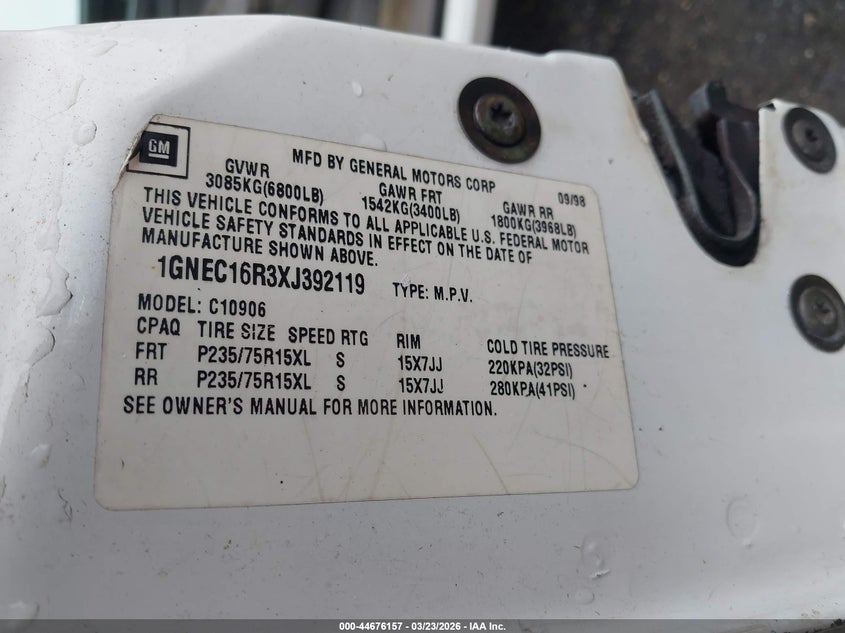 GM
MFD BY GENERAL MOTORS CORP 09/98
GVWR GAWR FRT GAWR RR
3085KG(6800LB) 1542KG(3400LB) 1800KG(3968LB)
THIS VEHICLE CONFORMS TO ALL APPLICABLE U.S. FEDERAL MOTOR
VEHICLE SAFETY STANDARDS IN EFFECT ON THE DATE OF
MANUFACTURE SHOWN ABOVE.
1GNEC16R3XJ392119 TYPE: M.P.V.
MODEL: C10906
CPAQ TIRE SIZE SPEED RTG RIM COLD TIRE PRESSURE
FRT P235/75R15XL S 15X7JJ 220KPA(32PSI)
RR P235/75R15XL S 15X7JJ 280KPA(41PSI)
SEE OWNER'S MANUAL FOR MORE INFORMATION.
000-44676157 - 03/23/2026 - IAA Inc.